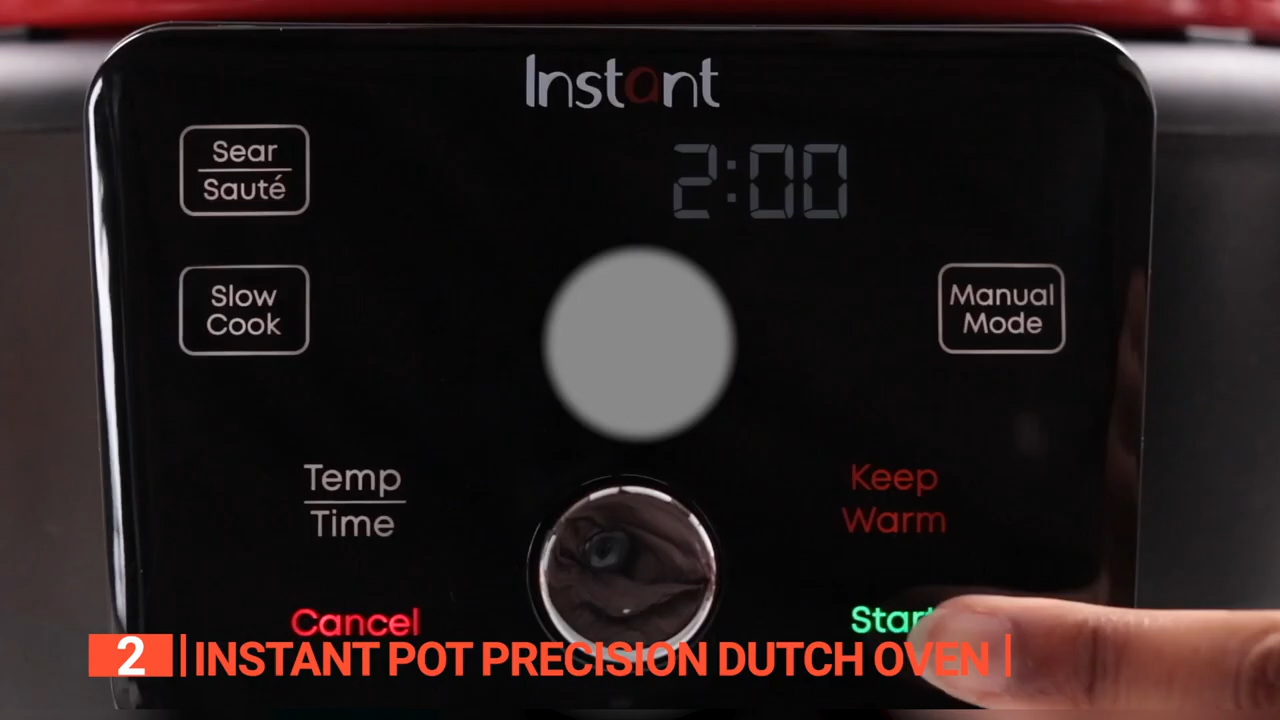 Instant
Sear
Sauté
2:00
Slow
Cook
Manual
Mode
Temp
Time
Keep
Warm
Cancel
Start
2
INSTANT POT PRECISION DUTCH OVEN